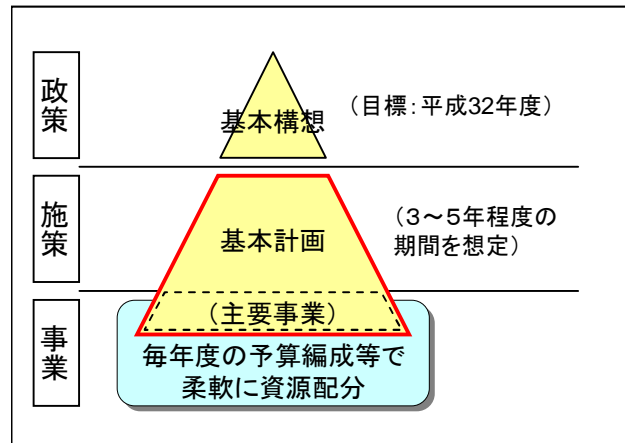 政策
基本構想
（目標：平成32年度）
施策
基本計画
（3～5年程度の
期間を想定）
事業
（主要事業）
毎年度の予算編成等で
柔軟に資源配分